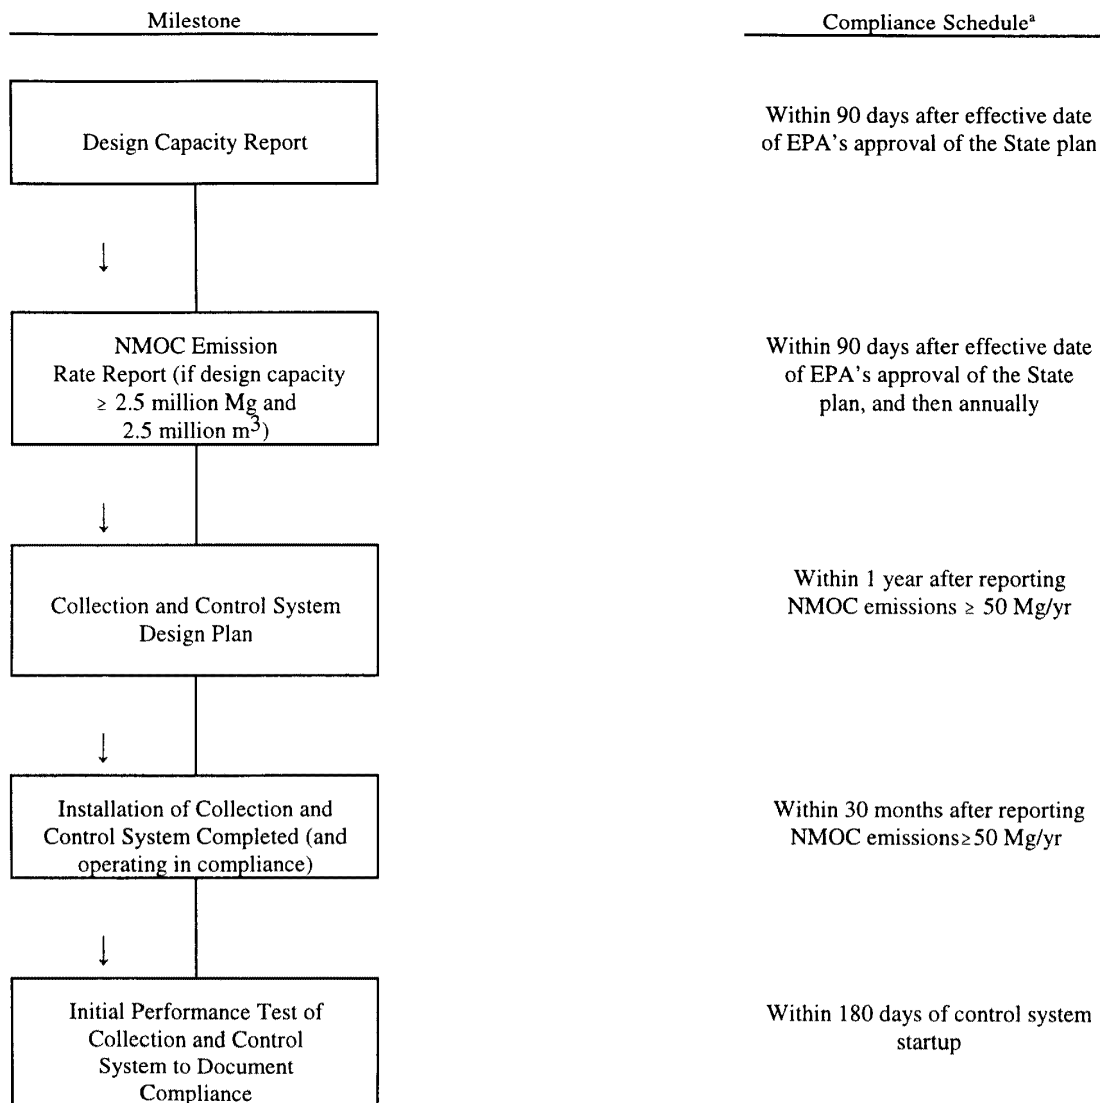 Milestone
Compliance Scheduleᵃ
Design Capacity Report
Within 90 days after effective date
of EPA's approval of the State plan
↓
NMOC Emission
Rate Report (if design capacity
≥ 2.5 million Mg and
2.5 million m³)
Within 90 days after effective date
of EPA's approval of the State
plan, and then annually
↓
Collection and Control System
Design Plan
Within 1 year after reporting
NMOC emissions ≥ 50 Mg/yr
↓
Installation of Collection and
Control System Completed (and
operating in compliance)
Within 30 months after reporting
NMOC emissions≥50 Mg/yr
↓
Initial Performance Test of
Collection and Control
System to Document
Compliance
Within 180 days of control system
startup